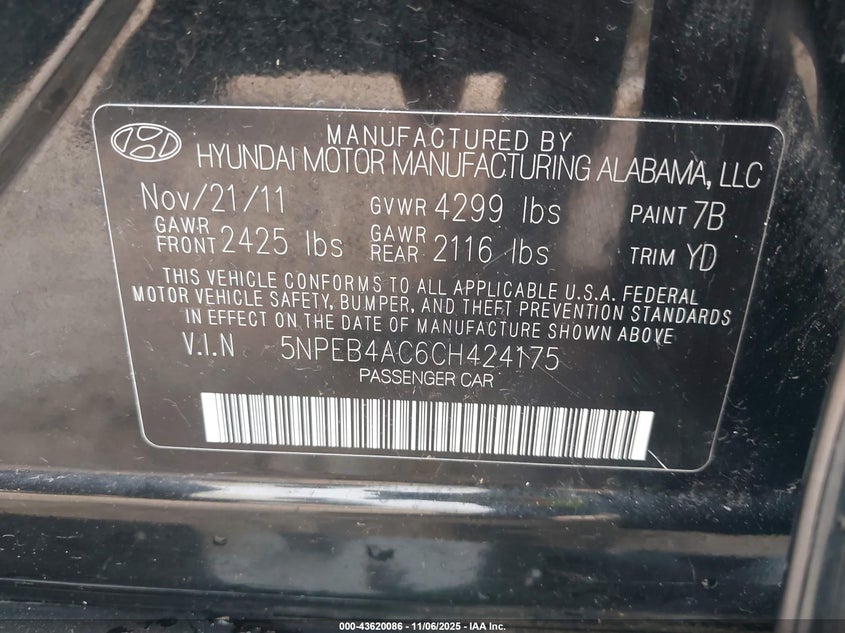 MANUFACTURED BY
HYUNDAI MOTOR MANUFACTURING ALABAMA, LLC
Nov/21/11 GVWR 4299 lbs PAINT 7B
GAWR FRONT 2425 lbs GAWR REAR 2116 lbs TRIM YD
THIS VEHICLE CONFORMS TO ALL APPLICABLE U.S.A. FEDERAL
MOTOR VEHICLE SAFETY, BUMPER, AND THEFT PREVENTION STANDARDS
IN EFFECT ON THE DATE OF MANUFACTURE SHOWN ABOVE
V.I.N 5NPEB4AC6CH424175
PASSENGER CAR
000-43620086 - 11/06/2025 - IAA Inc.